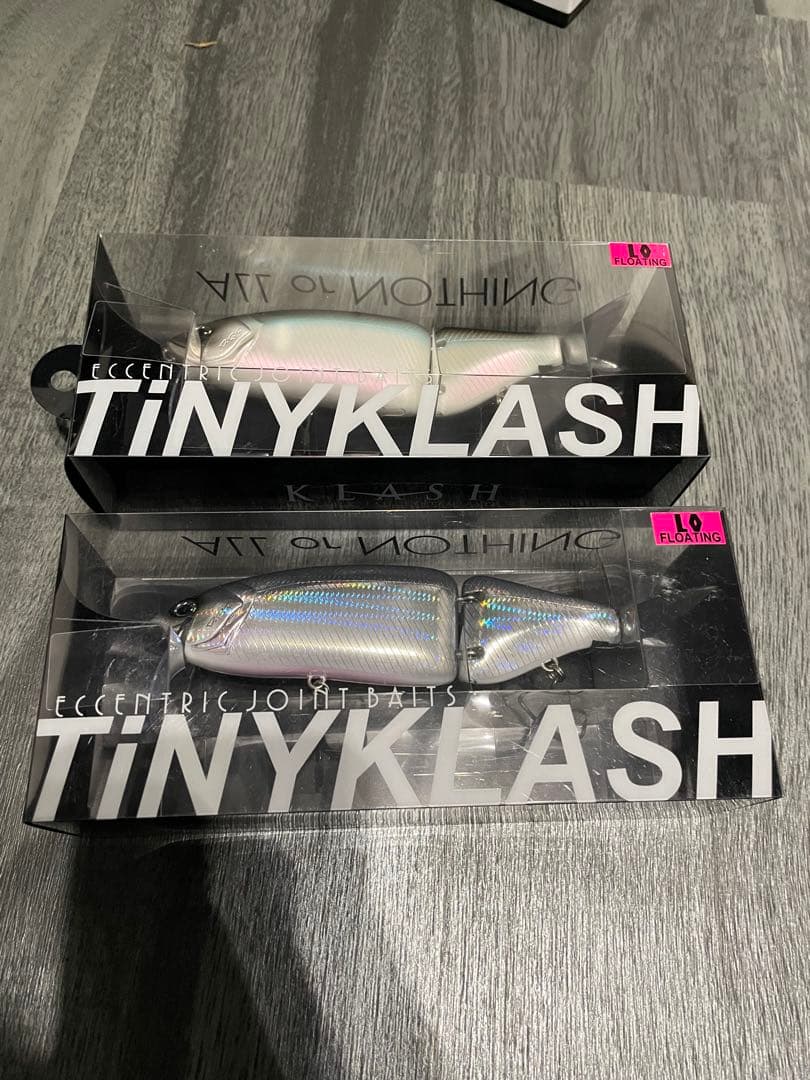 LO
FLOATING
ALL or NOTHING
ECCENTRIC JOINT BAITS
TiNYKLASH
KLASH
LO
FLOATING
ALL or NOTHING
ECCENTRIC JOINT BAITS
TiNYKLASH